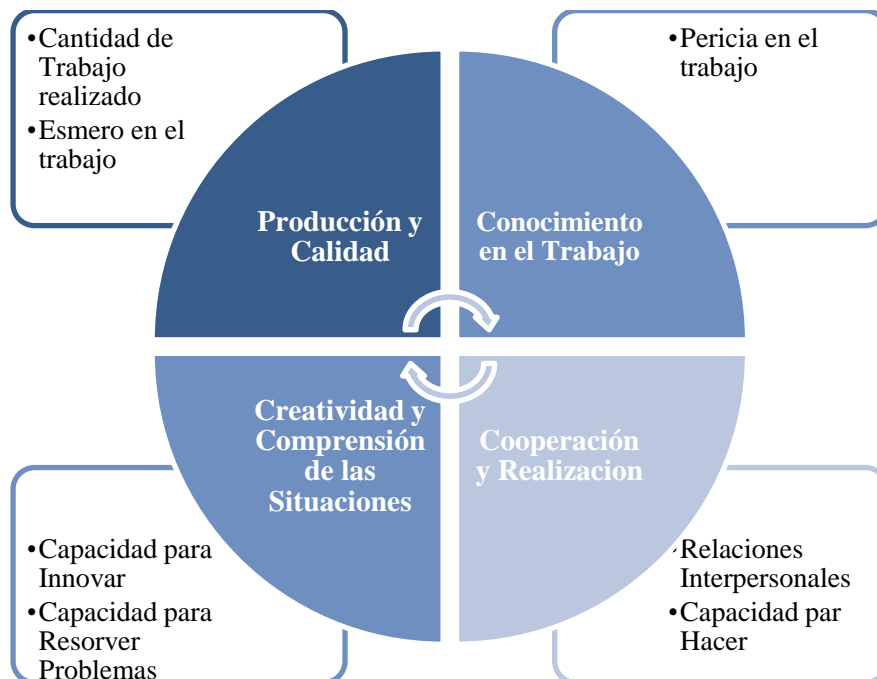 •Cantidad de
Trabajo
realizado
•Esmero en el
trabajo
•Pericia en el
trabajo
Producción y
Calidad
Conocimiento
en el Trabajo
Creatividad y
Comprensión
de las
Situaciones
Cooperación
y Realizacion
•Capacidad para
Innovar
•Capacidad para
Resorver
Problemas
•Relaciones
Interpersonales
•Capacidad par
Hacer